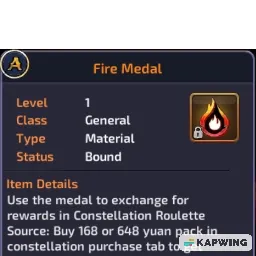 A
Fire Medal
Level 1
Class General
Type Material
Status Bound
Item Details
Use the medal to exchange for
rewards in Constellation Roulette
Source: Buy 168 or 648 yuan pack in
constellation purchase tab to
KAPWING